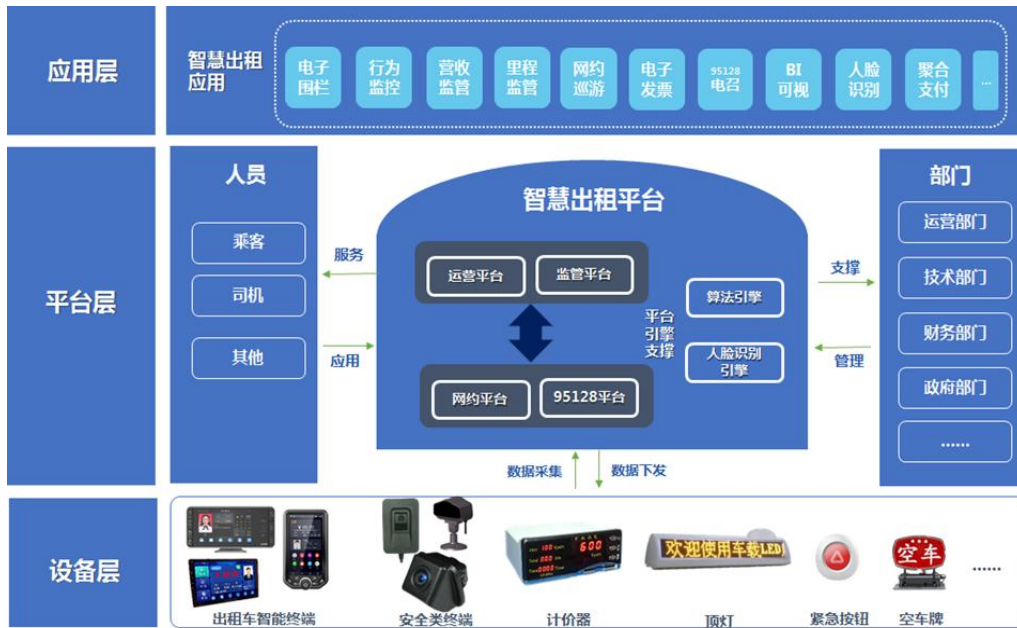 应用层
智慧出租
应用
电子
围栏
行为
监控
营收
监管
里程
监管
网约
巡游
电子
发票
95128
电召
BI
可视
人脸
识别
聚合
支付
...
平台层
人员
乘客
司机
其他
服务
应用
智慧出租平台
运营平台
监管平台
网约平台
95128平台
平台
引擎
支撑
算法引擎
人脸识别
引擎
支撑
管理
部门
运营部门
技术部门
财务部门
政府部门
......
数据采集
数据下发
设备层
欢迎使用车载LED!
空车
......
出租车智能终端
安全类终端
计价器
顶灯
紧急按钮
空车牌